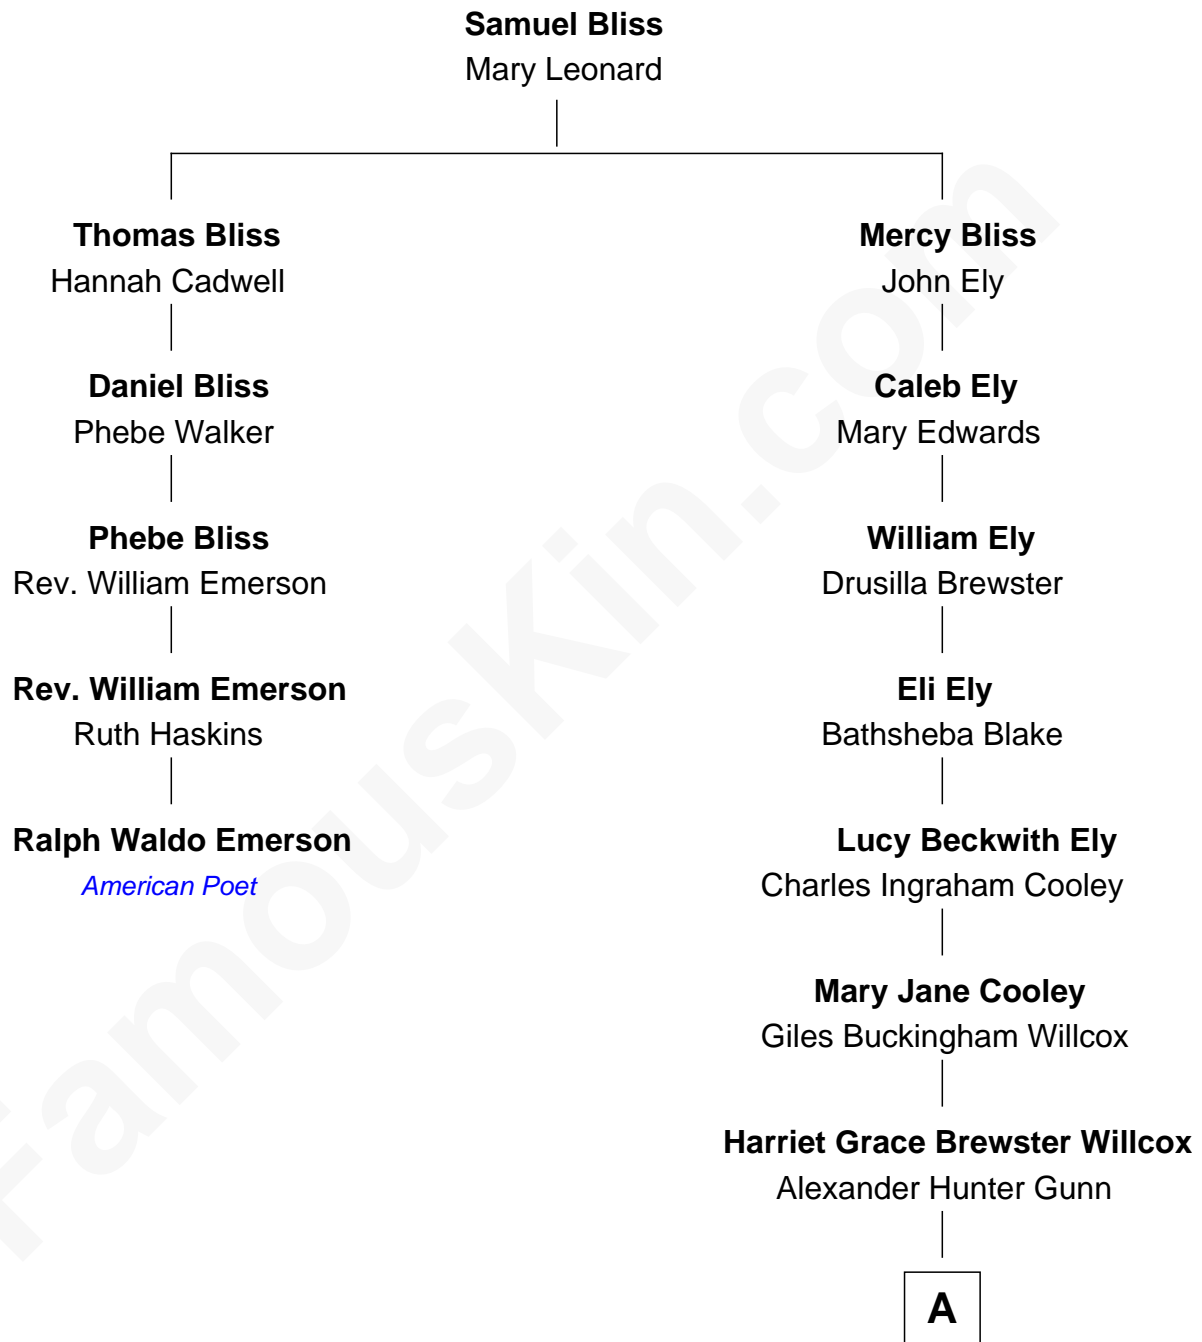 Samuel Bliss
Mary Leonard
Thomas Bliss
Hannah Cadwell
Daniel Bliss
Phebe Walker
Phebe Bliss
Rev. William Emerson
Rev. William Emerson
Ruth Haskins
Ralph Waldo Emerson
American Poet
Mercy Bliss
John Ely
Caleb Ely
Mary Edwards
William Ely
Drusilla Brewster
Eli Ely
Bathsheba Blake
Lucy Beckwith Ely
Charles Ingraham Cooley
Mary Jane Cooley
Giles Buckingham Willcox
Harriet Grace Brewster Willcox
Alexander Hunter Gunn
A
FamousKin.com